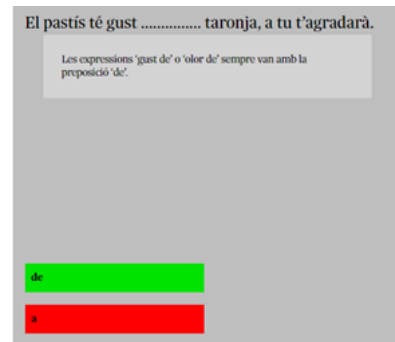 El pastís té gust ............... taronja, a tu t’agradarà.
Les expressions ‘gust de’ o ‘olor de’ sempre van amb la
preposició ‘de’.
de
a